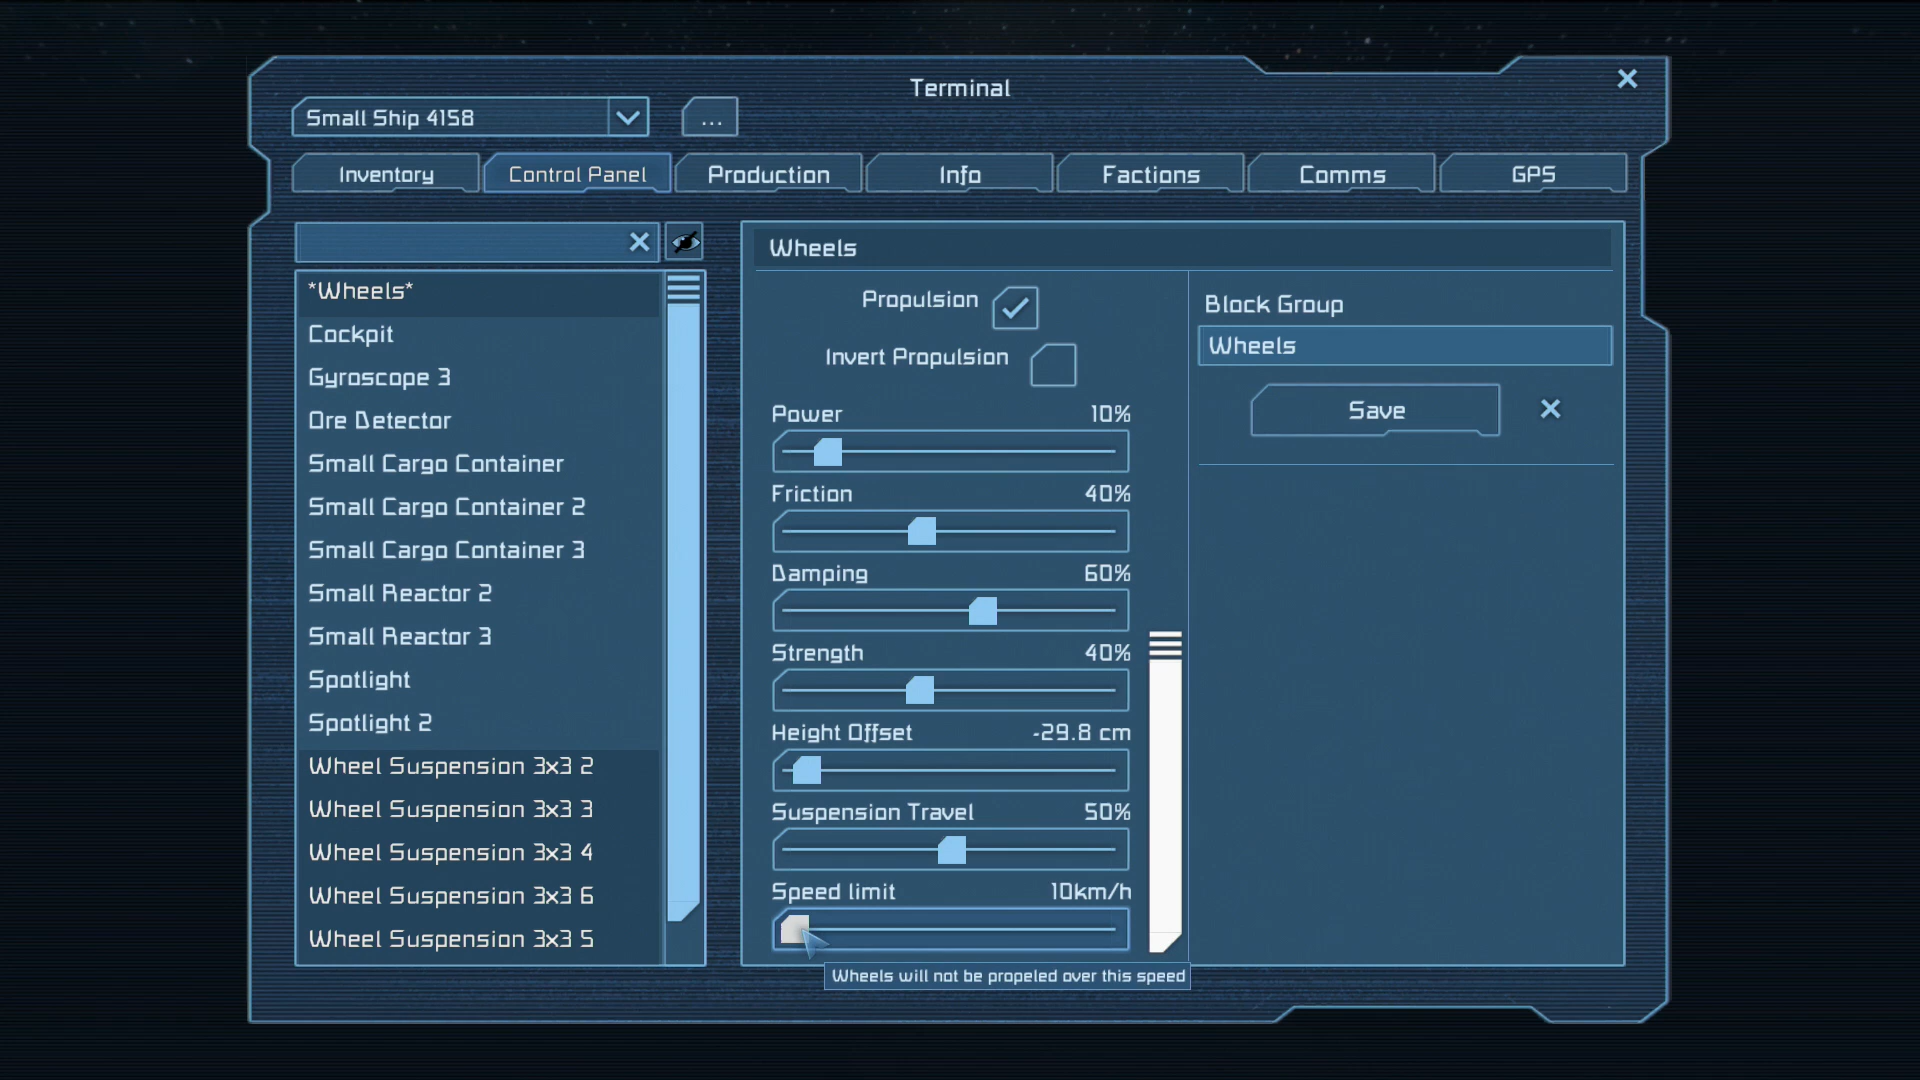 Terminal
Small Ship 4158
...
Inventory
Control Panel
Production
Info
Factions
Comms
GPS
*Wheels*
Cockpit
Gyroscope 3
Ore Detector
Small Cargo Container
Small Cargo Container 2
Small Cargo Container 3
Small Reactor 2
Small Reactor 3
Spotlight
Spotlight 2
Wheel Suspension 3x3 2
Wheel Suspension 3x3 3
Wheel Suspension 3x3 4
Wheel Suspension 3x3 6
Wheel Suspension 3x3 5
Wheels
Propulsion
Invert Propulsion
Power 10%
Friction 40%
Damping 60%
Strength 40%
Height Offset -29.8 cm
Suspension Travel 50%
Speed limit 10km/h
Wheels will not be propeled over this speed
Block Group
Wheels
Save